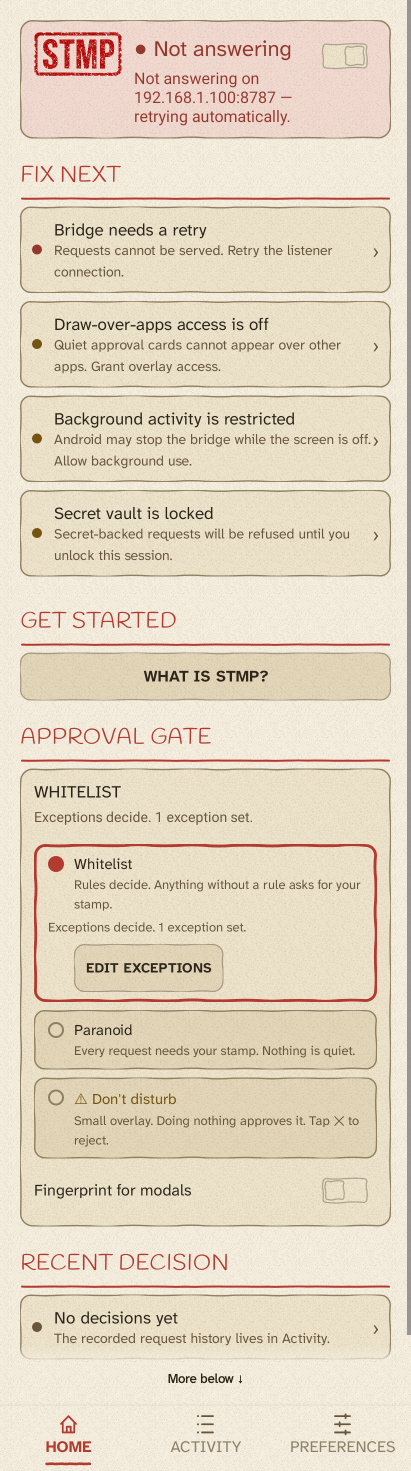 STMP
● Not answering
Not answering on
192.168.1.100:8787 —
retrying automatically.
FIX NEXT
Bridge needs a retry
Requests cannot be served. Retry the listener
connection.
›
Draw-over-apps access is off
Quiet approval cards cannot appear over other
apps. Grant overlay access.
›
Background activity is restricted
Android may stop the bridge while the screen is off.
Allow background use.
›
Secret vault is locked
Secret-backed requests will be refused until you
unlock this session.
›
GET STARTED
WHAT IS STMP?
APPROVAL GATE
WHITELIST
Exceptions decide. 1 exception set.
Whitelist
Rules decide. Anything without a rule asks for your
stamp.
Exceptions decide. 1 exception set.
EDIT EXCEPTIONS
Paranoid
Every request needs your stamp. Nothing is quiet.
⚠ Don't disturb
Small overlay. Doing nothing approves it. Tap ✕ to
reject.
Fingerprint for modals
RECENT DECISION
No decisions yet
The recorded request history lives in Activity.
›
More below ↓
HOME
ACTIVITY
PREFERENCES